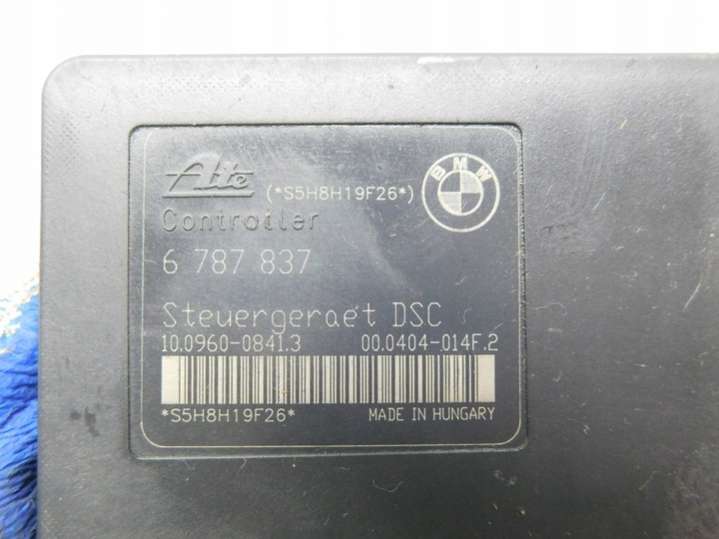 Ate
(*S5H8H19F26*)
BMW
Controller
6 787 837
Steuergeraet DSC
10.0960-0841.3 00.0404-014F.2
*S5H8H19F26* MADE IN HUNGARY